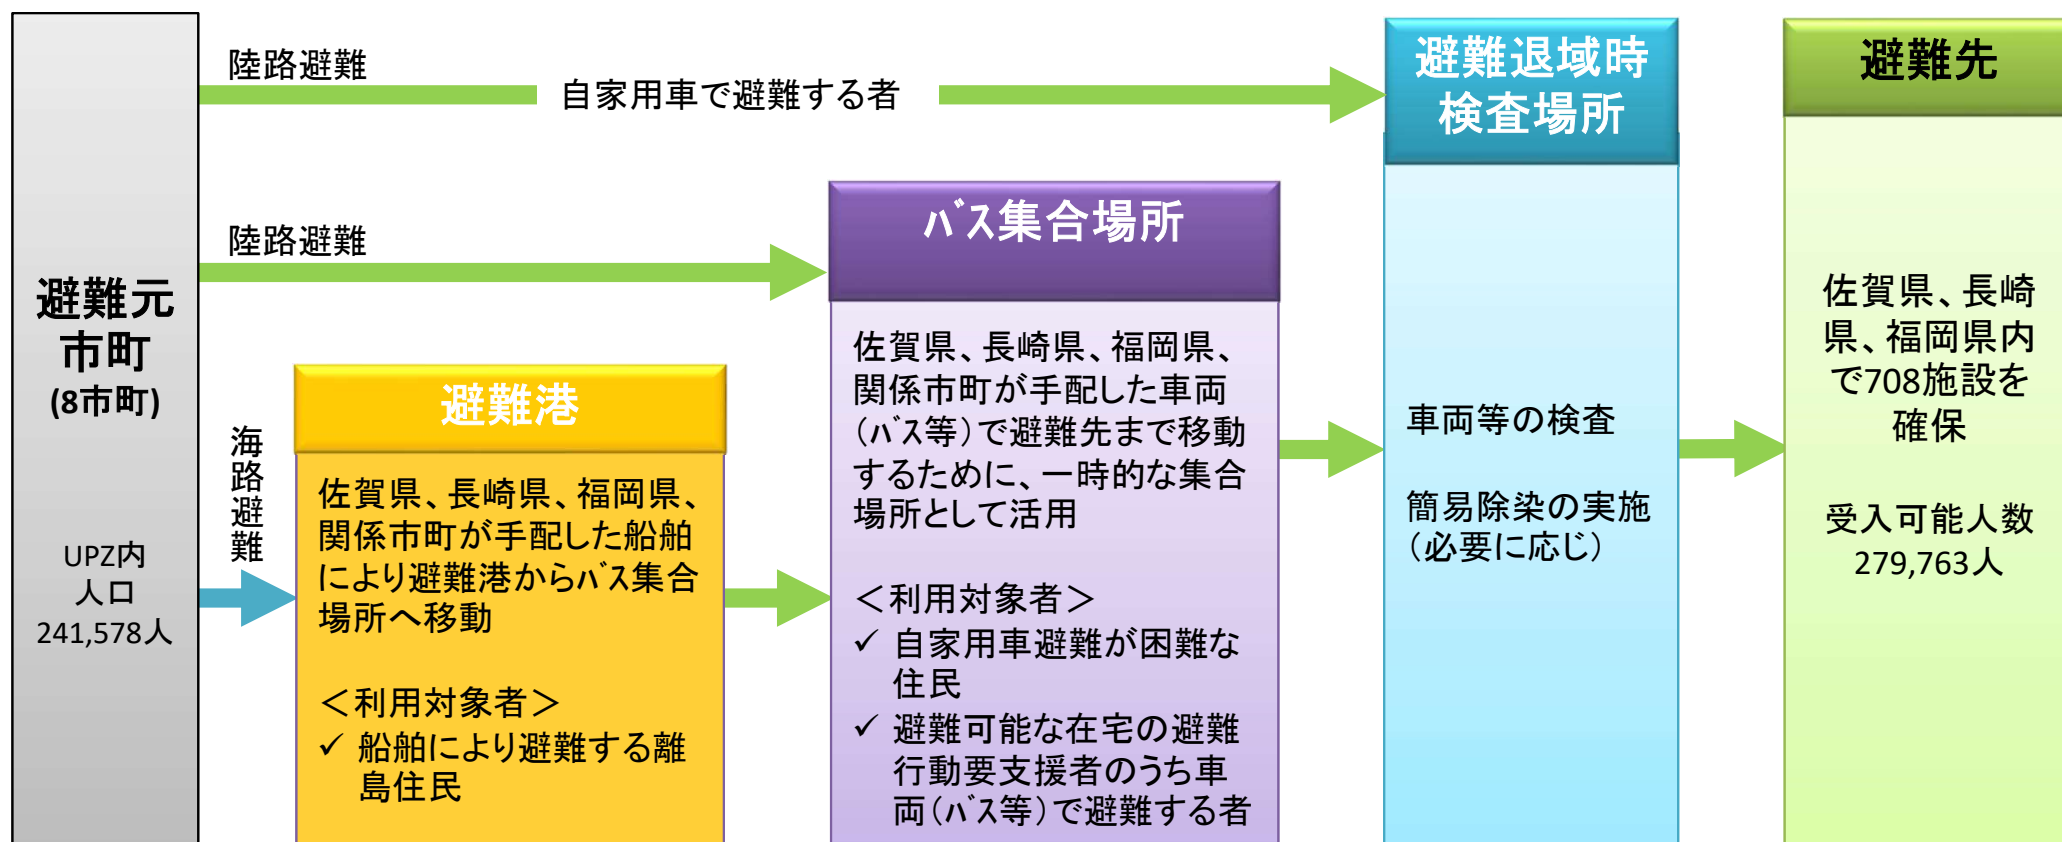 避難元
市町
(8市町)
UPZ内
人口
241,578人
陸路避難
自家用車で避難する者
陸路避難
海路避難
避難港
佐賀県、長崎県、福岡県、
関係市町が手配した船舶
により避難港からバス集合
場所へ移動
＜利用対象者＞
✓ 船舶により避難する離
島住民
バス集合場所
佐賀県、長崎県、福岡県、
関係市町が手配した車両
（バス等）で避難先まで移動
するために、一時的な集合
場所として活用
＜利用対象者＞
✓ 自家用車避難が困難な
住民
✓ 避難可能な在宅の避難
行動要支援者のうち車
両（バス等）で避難する者
避難退域時
検査場所
車両等の検査
簡易除染の実施
（必要に応じ）
避難先
佐賀県、長崎
県、福岡県内
で708施設を
確保
受入可能人数
279,763人